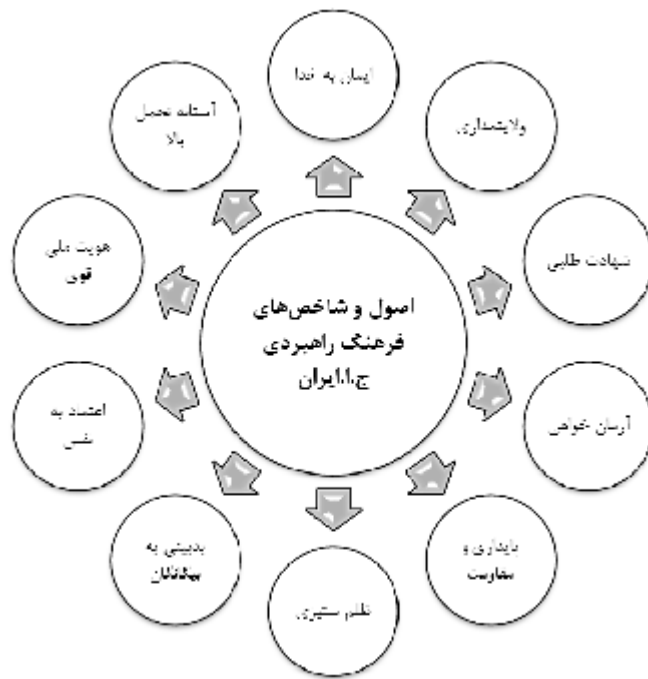 اصول و شاخص‌های
فرهنگ راهبردی
ج.ا.ایران
ایمان به خدا
ولایتمداری
شهادت طلبی
آرمان خواهی
پایداری و
مقاومت
ظلم ستیزی
بدبینی به
بیگانگان
اعتماد به
نفس
هویت ملی
قوی
آستانه تحمل
بالا